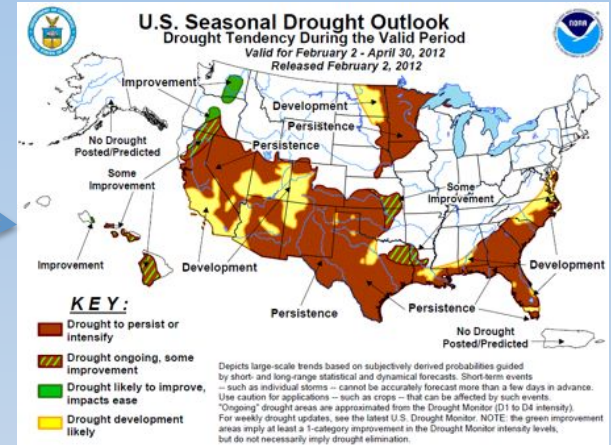 U.S. Seasonal Drought Outlook
Drought Tendency During the Valid Period
Valid for February 2 - April 30, 2012
Released February 2, 2012
NOAA
Improvement
Development
Persistence
No Drought
Posted/Predicted
Persistence
Some
Improvement
Some
Improvement
Improvement
Development
Development
Persistence
Persistence
No Drought
Posted/Predicted
KEY:
Drought to persist or
intensify
Drought ongoing, some
improvement
Drought likely to improve,
impacts ease
Drought development
likely
Depicts large-scale trends based on subjectively derived probabilities guided
by short- and long-range statistical and dynamical forecasts. Short-term events
-- such as individual storms -- cannot be accurately forecast more than a few days in advance.
Use caution for applications -- such as crops -- that can be affected by such events.
"Ongoing" drought areas are approximated from the Drought Monitor (D1 to D4 intensity).
For weekly drought updates, see the latest U.S. Drought Monitor. NOTE: the green improvement
areas imply at least a 1-category improvement in the Drought Monitor intensity levels,
but do not necessarily imply drought elimination.